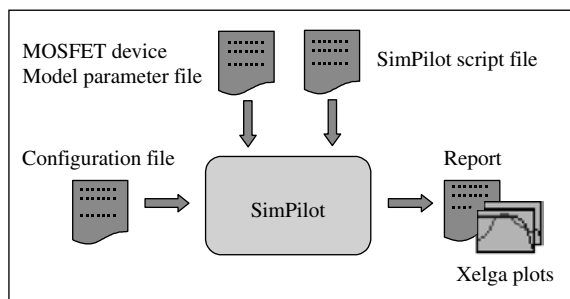 MOSFET device
Model parameter file
SimPilot script file
Configuration file
SimPilot
Report
Xelga plots